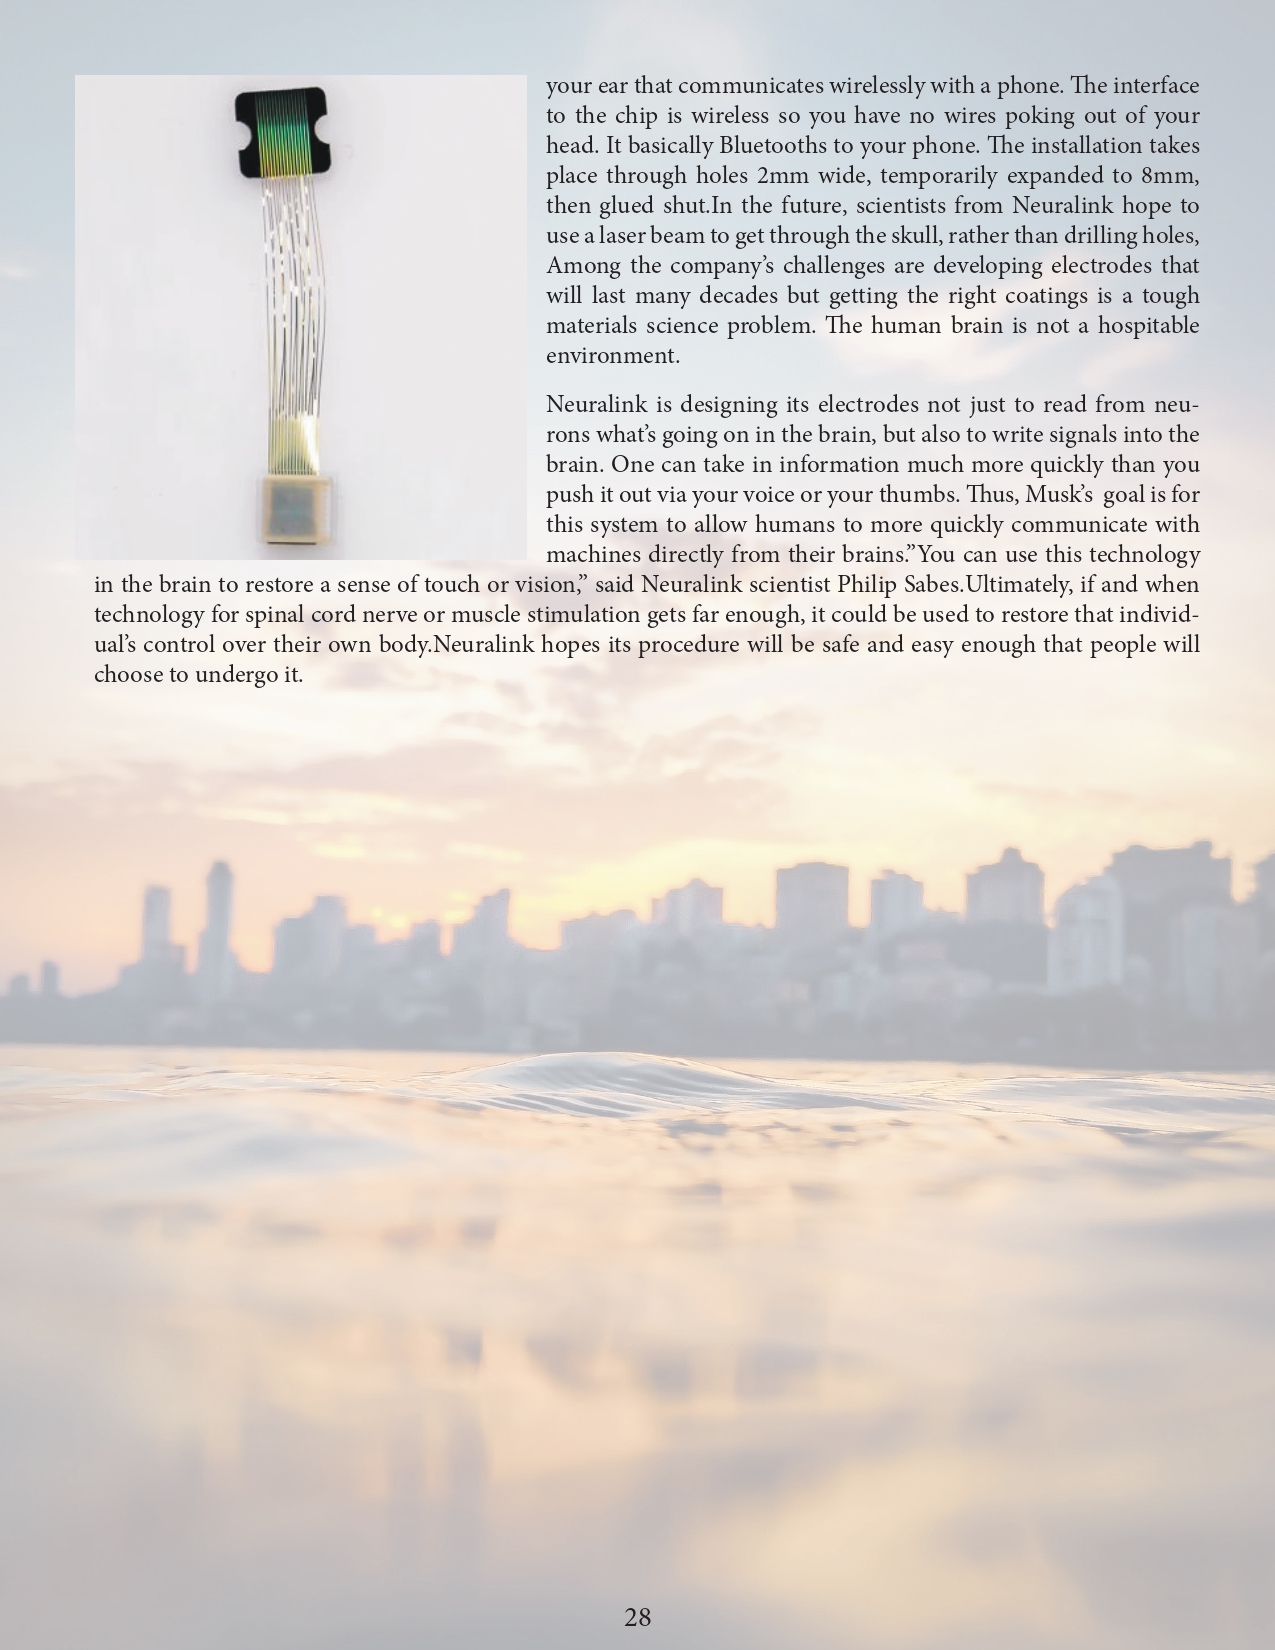 your ear that communicates wirelessly with a phone. The interface
to the chip is wireless so you have no wires poking out of your
head. It basically Bluetooths to your phone. The installation takes
place through holes 2mm wide, temporarily expanded to 8mm,
then glued shut.In the future, scientists from Neuralink hope to
use a laser beam to get through the skull, rather than drilling holes,
Among the company’s challenges are developing electrodes that
will last many decades but getting the right coatings is a tough
materials science problem. The human brain is not a hospitable
environment.
Neuralink is designing its electrodes not just to read from neu-
rons what’s going on in the brain, but also to write signals into the
brain. One can take in information much more quickly than you
push it out via your voice or your thumbs. Thus, Musk’s  goal is for
this system to allow humans to more quickly communicate with
machines directly from their brains.”You can use this technology
in the brain to restore a sense of touch or vision,” said Neuralink scientist Philip Sabes.Ultimately, if and when
technology for spinal cord nerve or muscle stimulation gets far enough, it could be used to restore that individ-
ual’s control over their own body.Neuralink hopes its procedure will be safe and easy enough that people will
choose to undergo it.
28